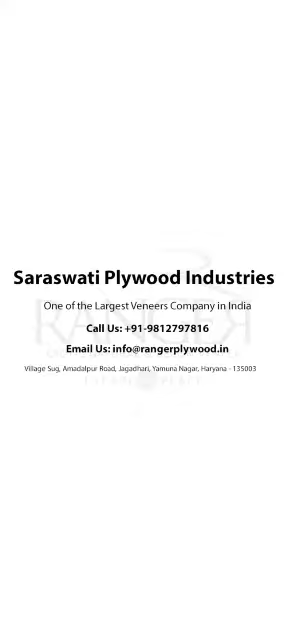 Saraswati Plywood Industries
One of the Largest Veneers Company in India
RANGER
Call Us: +91-9812797816
Email Us: info@rangerplywood.in
Village Sug, Amadalpur Road, Jagadhari, Yamuna Nagar, Haryana - 135003